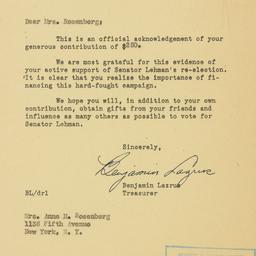 Dear Mrs. Rosenberg:
This is an official acknowledgement of your
generous contribution of $250.
We are most grateful for this evidence of
your active support of Senator Lehman's re-election.
It is clear that you realize the importance of fi-
nancing this hard-fought campaign.
We hope you will, in addition to your own
contribution, obtain gifts from your friends and
influence as many others as possible to vote for
Senator Lehman.
Sincerely,
Benjamin Lazrus
Benjamin Lazrus
BL/drl Treasurer
Mrs. Anna M. Rosenberg
1136 Fifth Avenue
New York, N. Y.